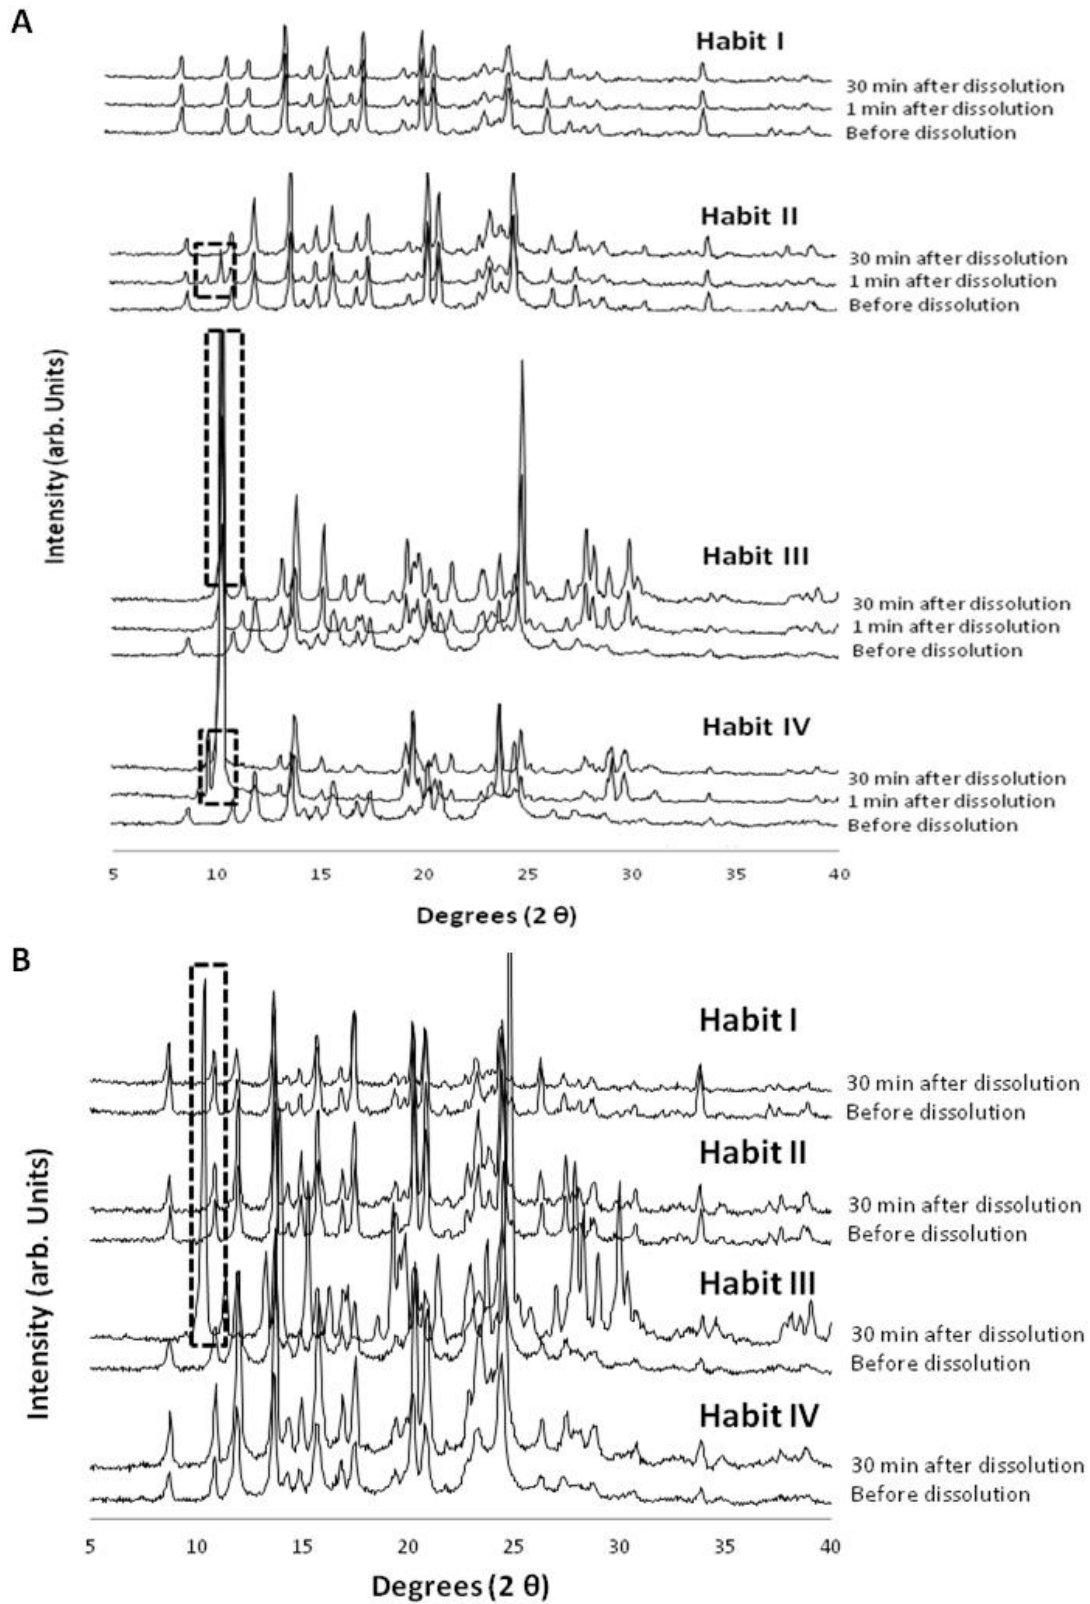 A
Habit I
30 min after dissolution
1 min after dissolution
Before dissolution
Habit II
30 min after dissolution
1 min after dissolution
Before dissolution
Intensity (arb. Units)
Habit III
30 min after dissolution
1 min after dissolution
Before dissolution
Habit IV
30 min after dissolution
1 min after dissolution
Before dissolution
5 10 15 20 25 30 35 40
Degrees (2 θ)
B
Habit I
30 min after dissolution
Before dissolution
Habit II
30 min after dissolution
Before dissolution
Intensity (arb. Units)
Habit III
30 min after dissolution
Before dissolution
Habit IV
30 min after dissolution
Before dissolution
5 10 15 20 25 30 35 40
Degrees (2 θ)